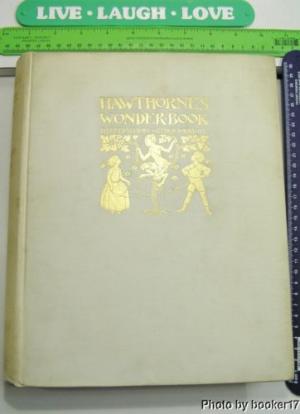 LIVE • LAUGH • LOVE
HAWTHORNE'S
WONDER·BOOK
Photo by booker17